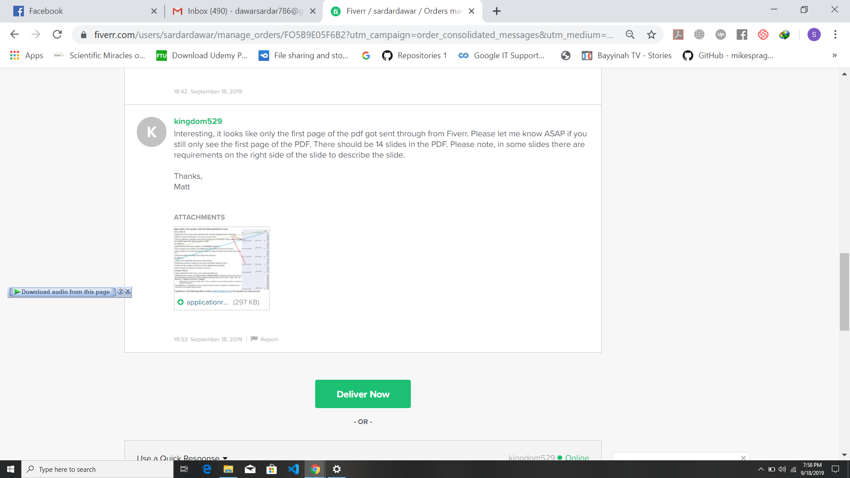 Facebook
Inbox (490) - dawarsardar786@g
Fiverr / sardardawar / Orders ma
fiverr.com/users/sardardawar/manage_orders/FO5B9E05F6B2?utm_campaign=order_consolidated_messages&utm_medium=...
S
Apps
Scientific Miracles o...
FTU
Download Udemy P...
File sharing and sto...
Repositories 1
Google IT Support...
Bayyinah TV - Stories
GitHub - mikesprag...
»
18:42 September 18, 2019
K
kingdom529
Interesting, it looks like only the first page of the pdf got sent through from Fiverr. Please let me know ASAP if you
still only see the first page of the PDF. There should be 14 slides in the PDF. Please note, in some slides there are
requirements on the right side of the slide to describe the slide.
Thanks,
Matt
ATTACHMENTS
applicationr... (297 KB)
Download audio from this page
19:53 September 18, 2019 Report
Deliver Now
- OR -
Use a Quick Response
kingdom529 Online
Type here to search
7:58 PM
9/18/2019